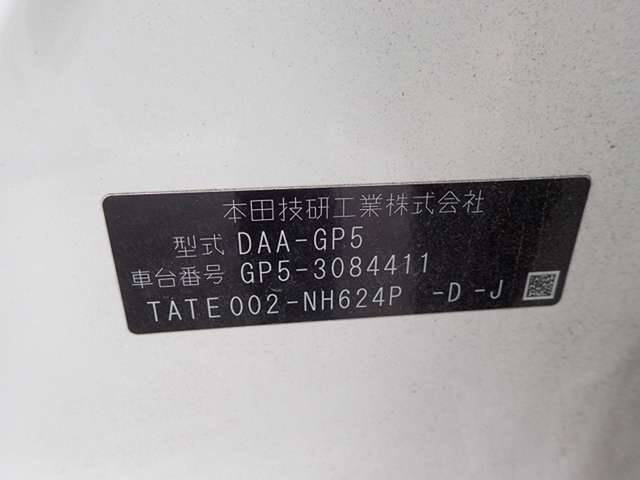 本田技研工業株式会社
型式 DAA-GP5
車台番号 GP5-3084411
TATE002-NH624P -D-J